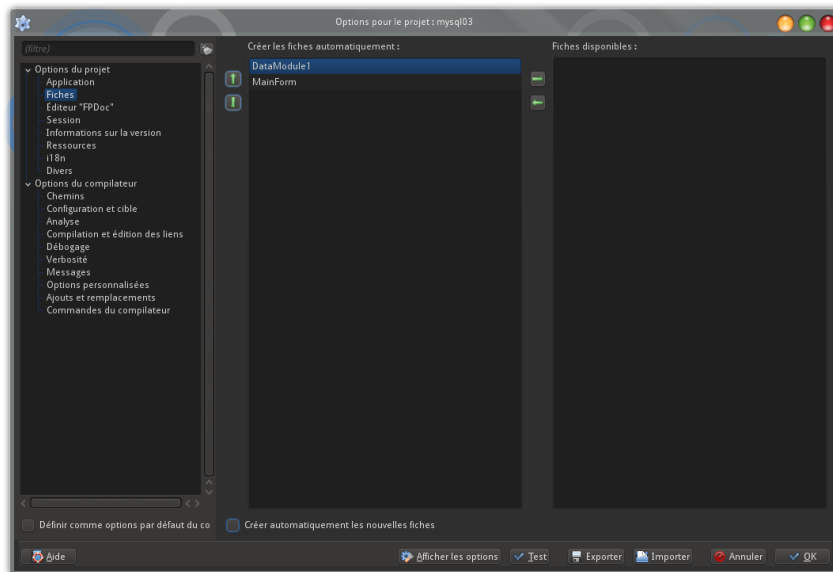 Options pour le projet : mysql03
(filtre)
Options du projet
Application
Fiches
Éditeur "FPDoc"
Session
Informations sur la version
Ressources
i18n
Divers
Options du compilateur
Chemins
Configuration et cible
Analyse
Compilation et édition des liens
Débogage
Verbosité
Messages
Options personnalisées
Ajouts et remplacements
Commandes du compilateur
Définir comme options par défaut du co
Créer les fiches automatiquement :
DataModule1
MainForm
Fiches disponibles :
Créer automatiquement les nouvelles fiches
Aide
Afficher les options
Test
Exporter
Importer
Annuler
OK